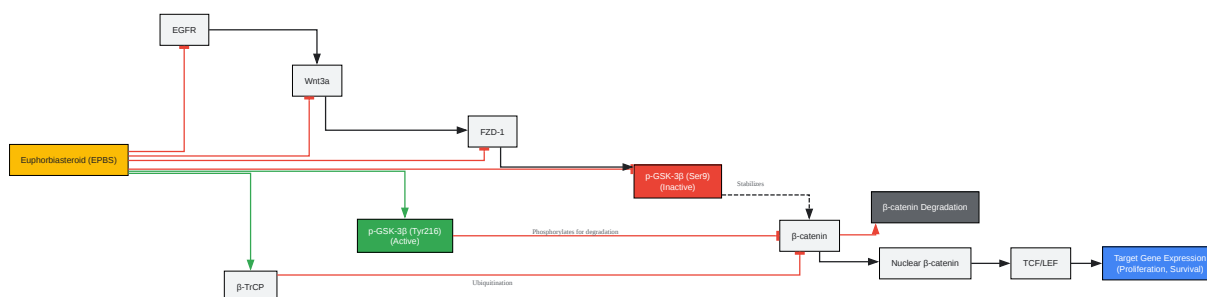 EGFR
Wnt3a
FZD-1
Euphorbiasteroid (EPBS)
p-GSK-3β (Ser9)
(Inactive)
Stabilizes
β-catenin Degradation
p-GSK-3β (Tyr216)
(Active)
Phosphorylates for degradation
β-catenin
Nuclear β-catenin
TCF/LEF
Target Gene Expression
(Proliferation, Survival)
β-TrCP
Ubiquitination